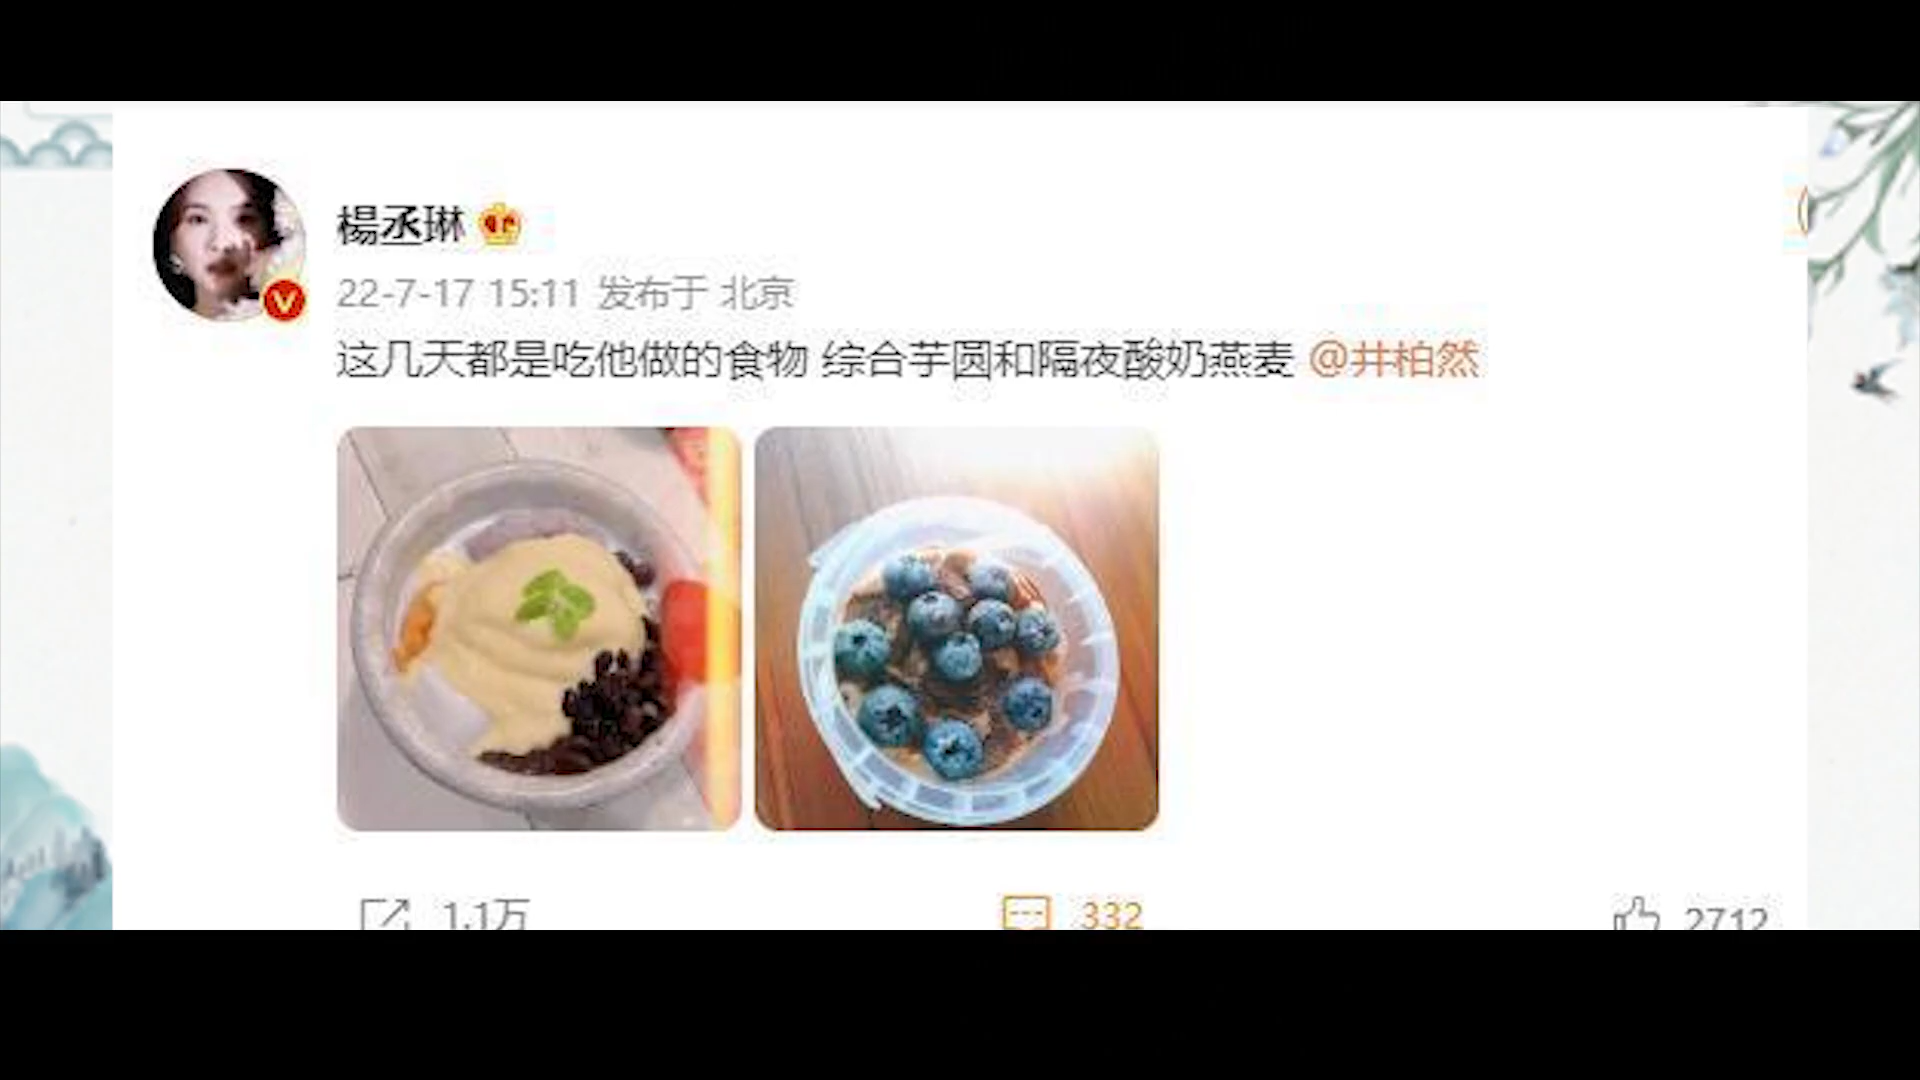 楊丞琳
22-7-17 15:11 发布于 北京
这几天都是吃他做的食物 综合芋圆和隔夜酸奶燕麦 @井柏然
1.1万
332
2712